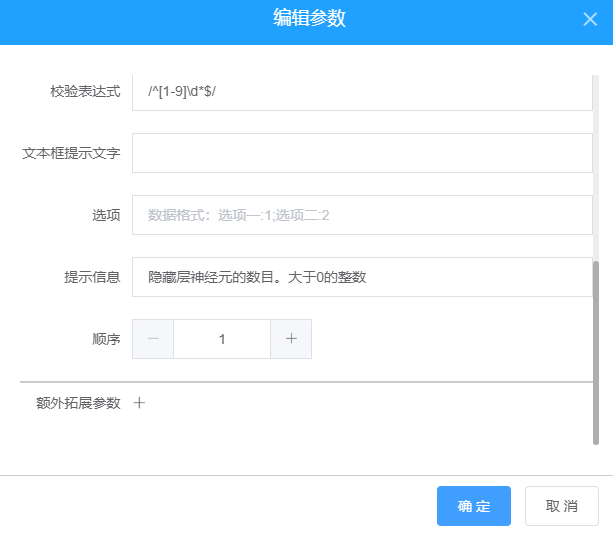 编辑参数
校验表达式 /^[1-9]\d*$/
文本框提示文字
选项 数据格式：选项一:1;选项二:2
提示信息 隐藏层神经元的数目。大于0的整数
顺序 1
额外拓展参数
确定 取消